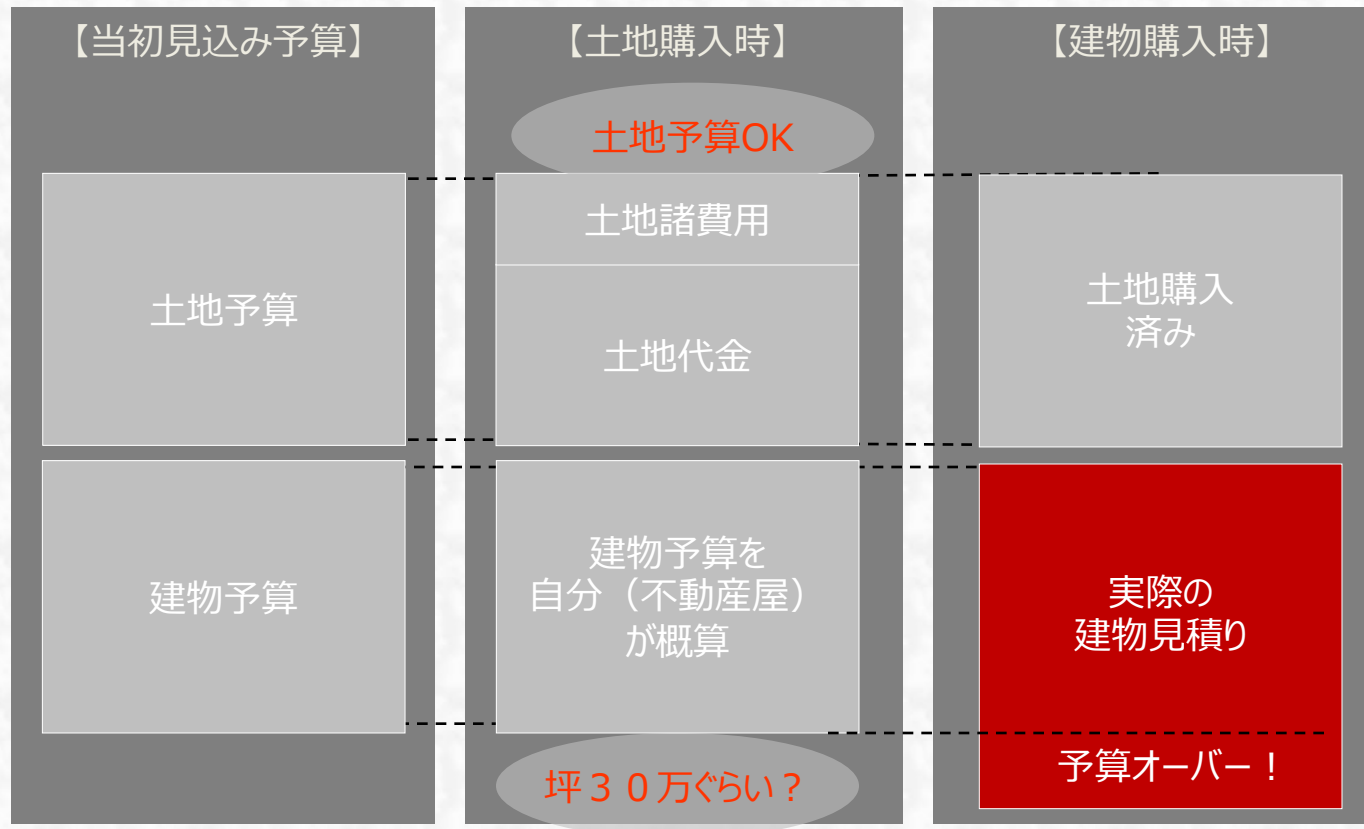 【当初見込み予算】
土地予算
建物予算
【土地購入時】
土地予算OK
土地諸費用
土地代金
建物予算を
自分（不動産屋）
が概算
坪３０万ぐらい？
【建物購入時】
土地購入
済み
実際の
建物見積り
予算オーバー！